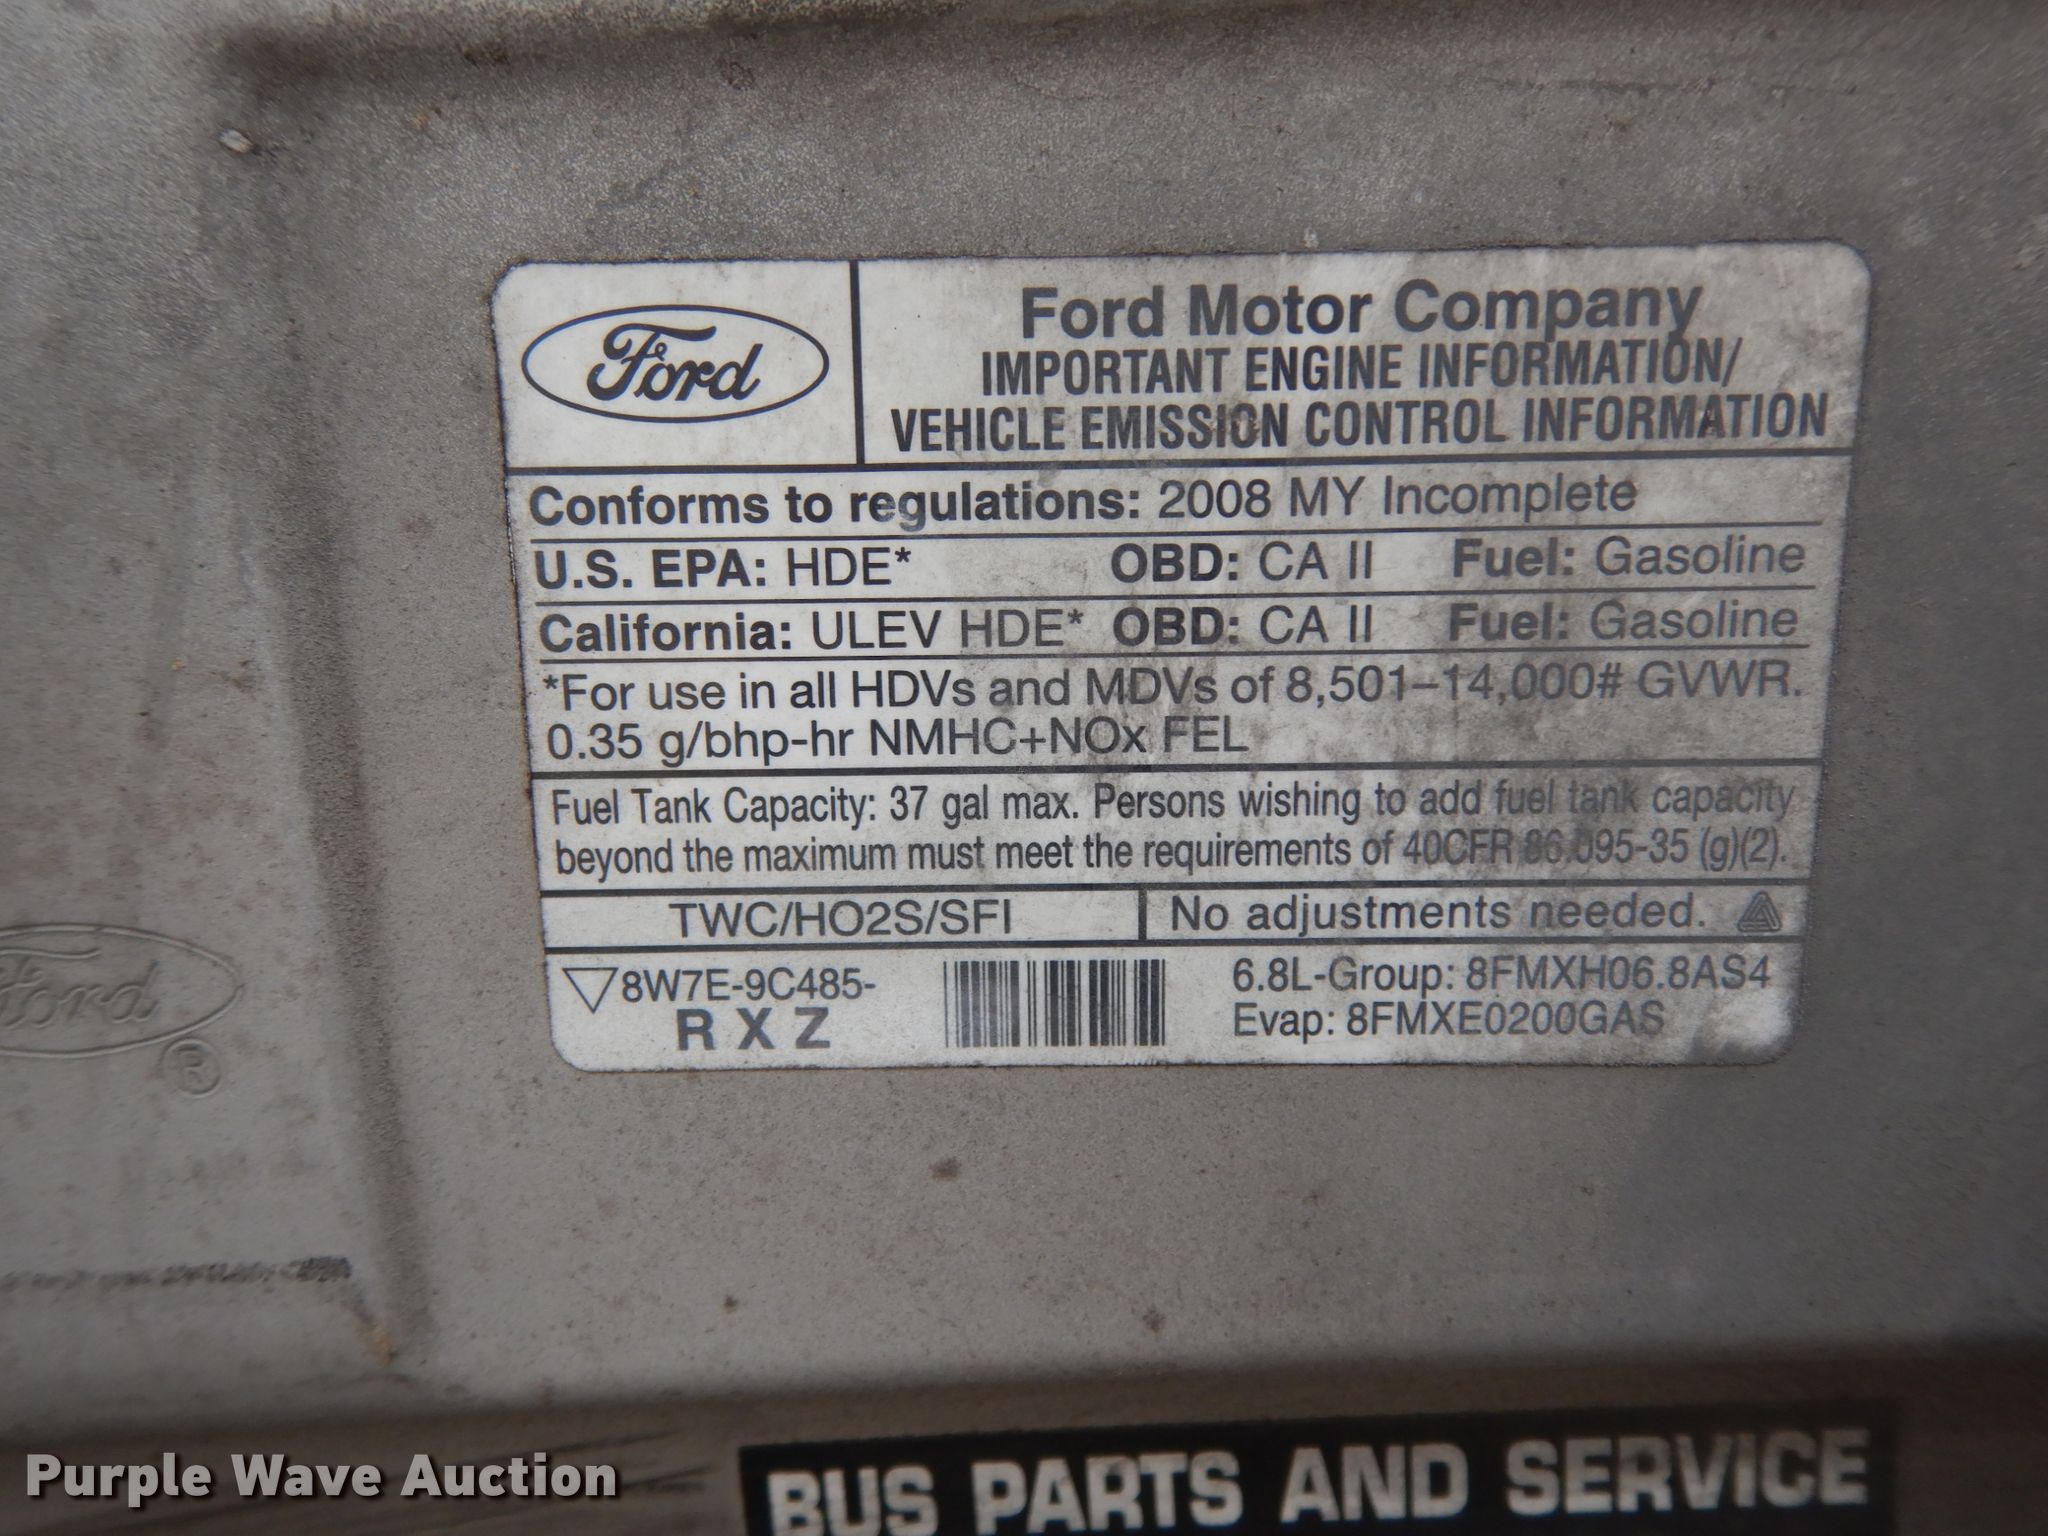 Ford
Ford Motor Company
IMPORTANT ENGINE INFORMATION/
VEHICLE EMISSION CONTROL INFORMATION
Conforms to regulations: 2008 MY Incomplete
U.S. EPA: HDE* OBD: CA II Fuel: Gasoline
California: ULEV HDE* OBD: CA II Fuel: Gasoline
*For use in all HDVs and MDVs of 8,501–14,000# GVWR.
0.35 g/bhp-hr NMHC+NOx FEL
Fuel Tank Capacity: 37 gal max. Persons wishing to add fuel tank capacity
beyond the maximum must meet the requirements of 40CFR 86.095-35 (g)(2).
TWC/HO2S/SFI No adjustments needed.
8W7E-9C485-
R X Z
6.8L-Group: 8FMXH06.8AS4
Evap: 8FMXE0200GAS
Ford
®
Purple Wave Auction
BUS PARTS AND SERVICE